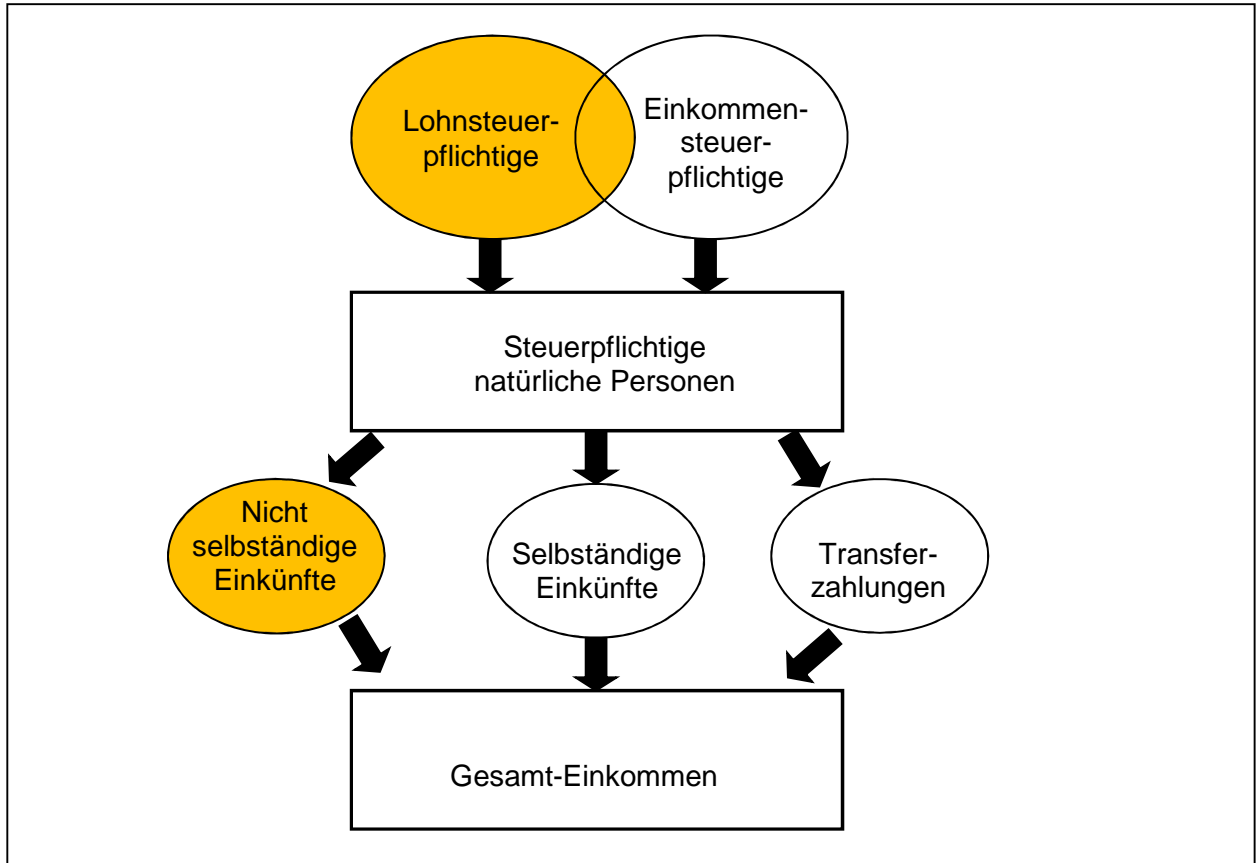 Lohnsteuer-
pflichtige
Einkommen-
steuer-
pflichtige
Steuerpflichtige
natürliche Personen
Nicht
selbständige
Einkünfte
Selbständige
Einkünfte
Transfer-
zahlungen
Gesamt-Einkommen